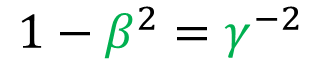 1 − β² = γ⁻²